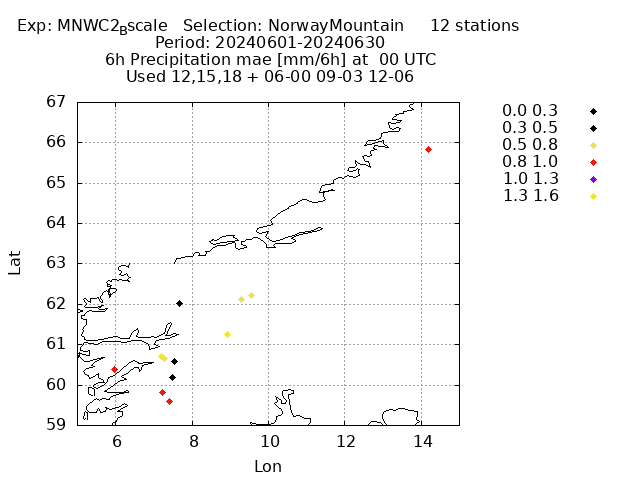 Exp: MNWC2_Bscale   Selection: NorwayMountain     12 stations
Period: 20240601-20240630
6h Precipitation mae [mm/6h] at  00 UTC
Used 12,15,18 + 06-00 09-03 12-06
67
66
65
64
63
62
61
60
59
6 8 10 12 14
Lat
Lon
0.0 0.3
0.3 0.5
0.5 0.8
0.8 1.0
1.0 1.3
1.3 1.6